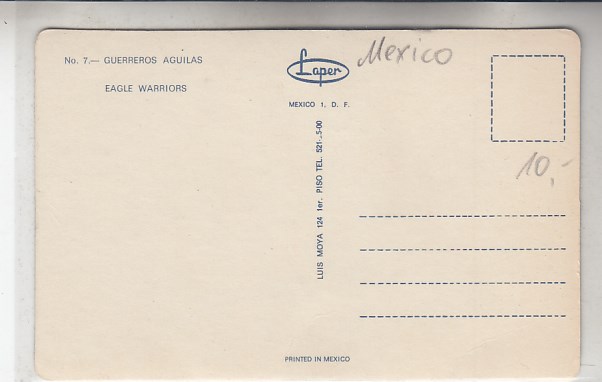 No. 7.— GUERREROS AGUILAS
EAGLE WARRIORS
Laper
MEXICO 1, D. F.
Mexico
10,-
LUIS MOYA 124 1er. PISO TEL. 521-.5-00
PRINTED IN MEXICO